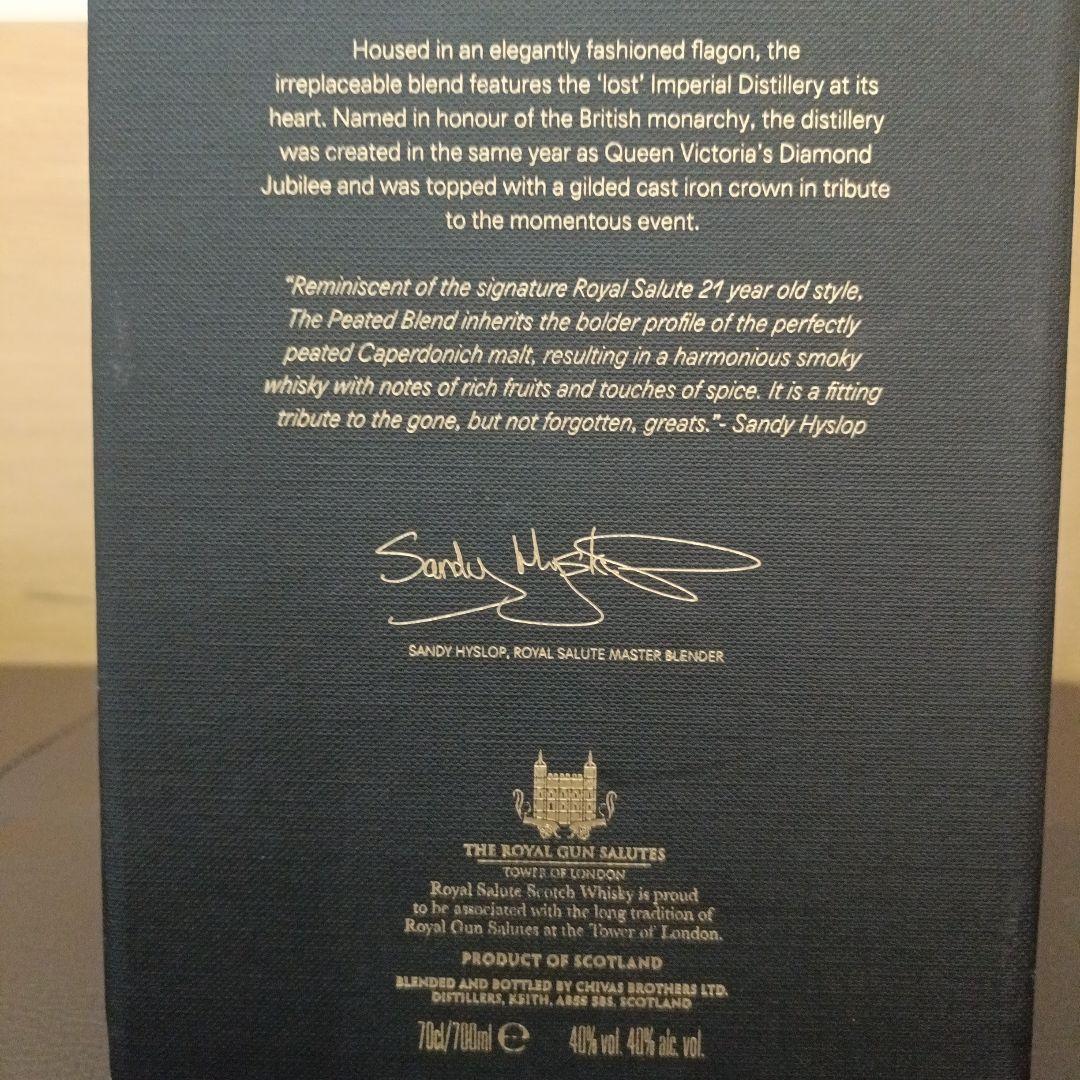 Housed in an elegantly fashioned flagon, the
irreplaceable blend features the ‘lost’ Imperial Distillery at its
heart. Named in honour of the British monarchy, the distillery
was created in the same year as Queen Victoria’s Diamond
Jubilee and was topped with a gilded cast iron crown in tribute
to the momentous event.
“Reminiscent of the signature Royal Salute 21 year old style,
The Peated Blend inherits the bolder profile of the perfectly
peated Caperdonich malt, resulting in a harmonious smoky
whisky with notes of rich fruits and touches of spice. It is a fitting
tribute to the gone, but not forgotten, greats.”- Sandy Hyslop
Sandy Hyslop
SANDY HYSLOP, ROYAL SALUTE MASTER BLENDER
THE ROYAL GUN SALUTES
TOWER OF LONDON
Royal Salute Scotch Whisky is proud
to be associated with the long tradition of
Royal Gun Salutes at the Tower of London.
PRODUCT OF SCOTLAND
BLENDED AND BOTTLED BY CHIVAS BROTHERS LTD.
DISTILLERS, KEITH, AB55 5BS, SCOTLAND
70cl/700ml e 40% vol. 40% alc. vol.